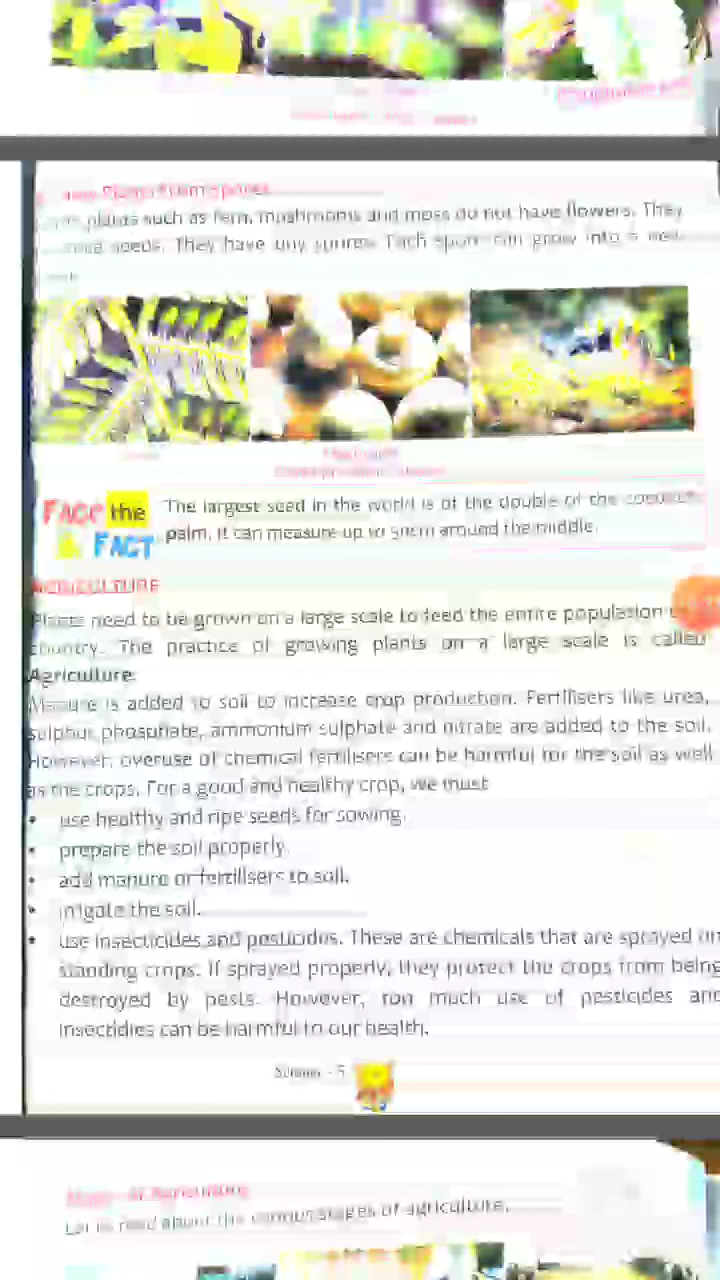 plants such as fern, mushrooms and moss do not have flowers. They
seeds. They have tiny spores. Each spore can grow into a new
FACT the The largest seed in the world is of the double of the coconut
FACT palm. It can measure up to around the middle.
AGRICULTURE
Plants need to be grown on a large scale to feed the entire population
country. The practice of growing plants on a large scale is called
Agriculture.
Manure is added to soil to increase crop production. Fertilisers like urea,
sulphur phosphate, ammonium sulphate and nitrate are added to the soil.
However, overuse of chemical fertilisers can be harmful for the soil as well
as the crops. For a good and healthy crop, we must
• use healthy and ripe seeds for sowing.
• prepare the soil properly.
• add manure or fertilisers to soil.
• irrigate the soil.
• use insecticides and pesticides. These are chemicals that are sprayed on
standing crops. If sprayed properly, they protect the crops from being
destroyed by pests. However, too much use of pesticides and
insectidies can be harmful to our health.
Science - 5
of Agriculture
Let us read about the various stages of agriculture.